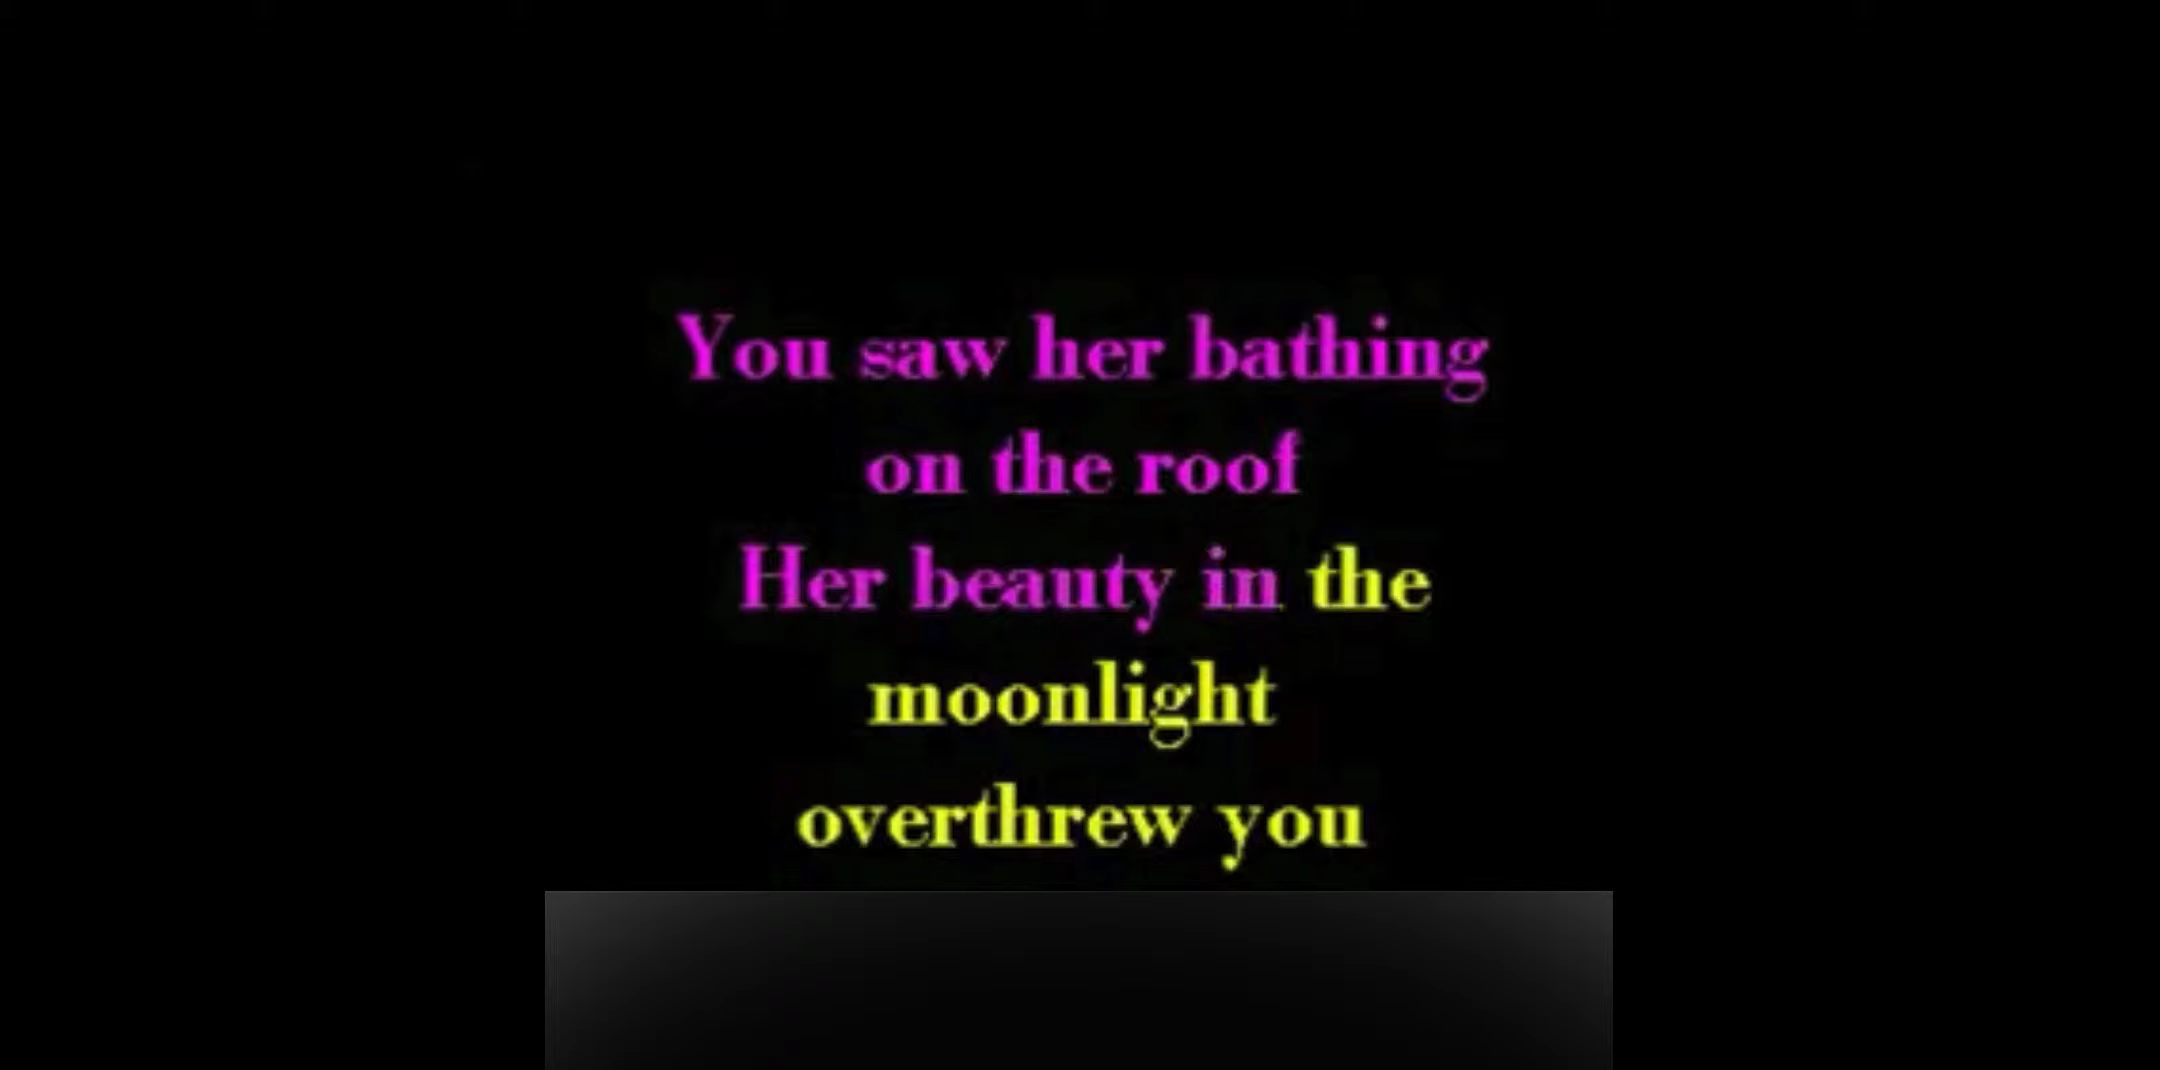 You saw her bathing
on the roof
Her beauty in the
moonlight
overthrew you